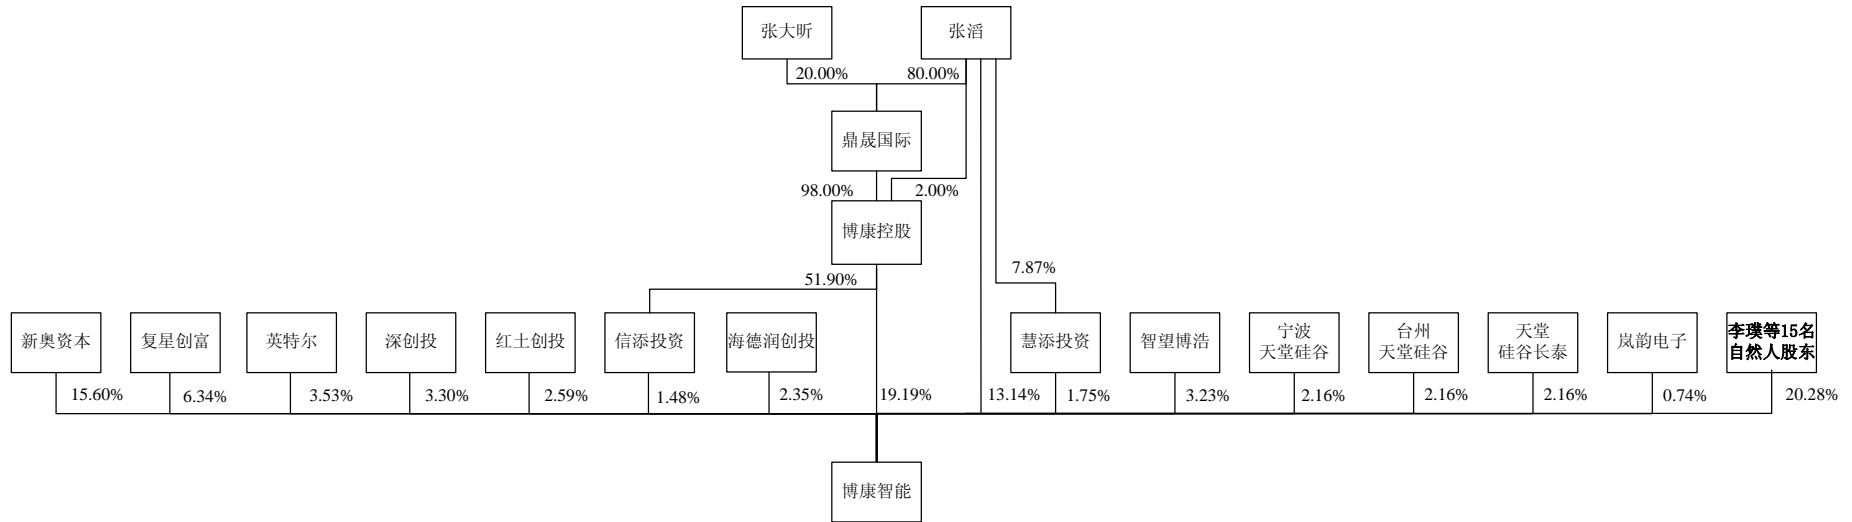 张大昕
张滔
20.00%
80.00%
鼎晟国际
98.00%
2.00%
博康控股
51.90%
7.87%
新奥资本
复星创富
英特尔
深创投
红土创投
信添投资
海德润创投
慧添投资
智望博浩
宁波
天堂硅谷
台州
天堂硅谷
天堂
硅谷长泰
岚韵电子
李璞等15名
自然人股东
15.60%
6.34%
3.53%
3.30%
2.59%
1.48%
2.35%
19.19%
13.14%
1.75%
3.23%
2.16%
2.16%
2.16%
0.74%
20.28%
博康智能